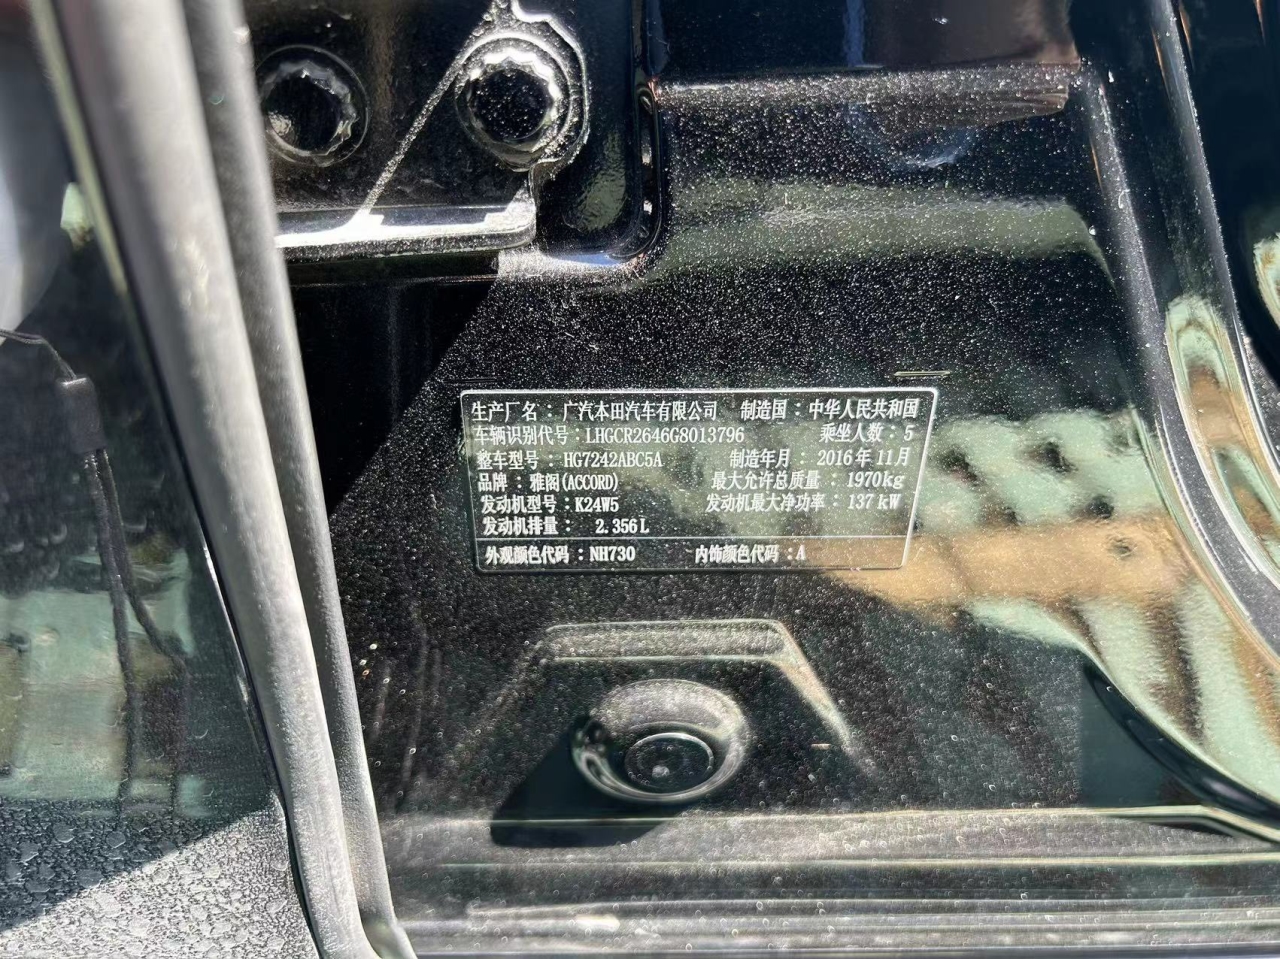 生产厂名：广汽本田汽车有限公司 制造国：中华人民共和国
车辆识别代号：LHGCR2646G8013796 乘坐人数：5
整车型号：HG7242ABC5A 制造年月：2016年11月
品牌：雅阁(ACCORD) 最大允许总质量：1970kg
发动机型号：K24W5 发动机最大净功率：137kW
发动机排量：2.356L
外观颜色代码：NH730 内饰颜色代码：A